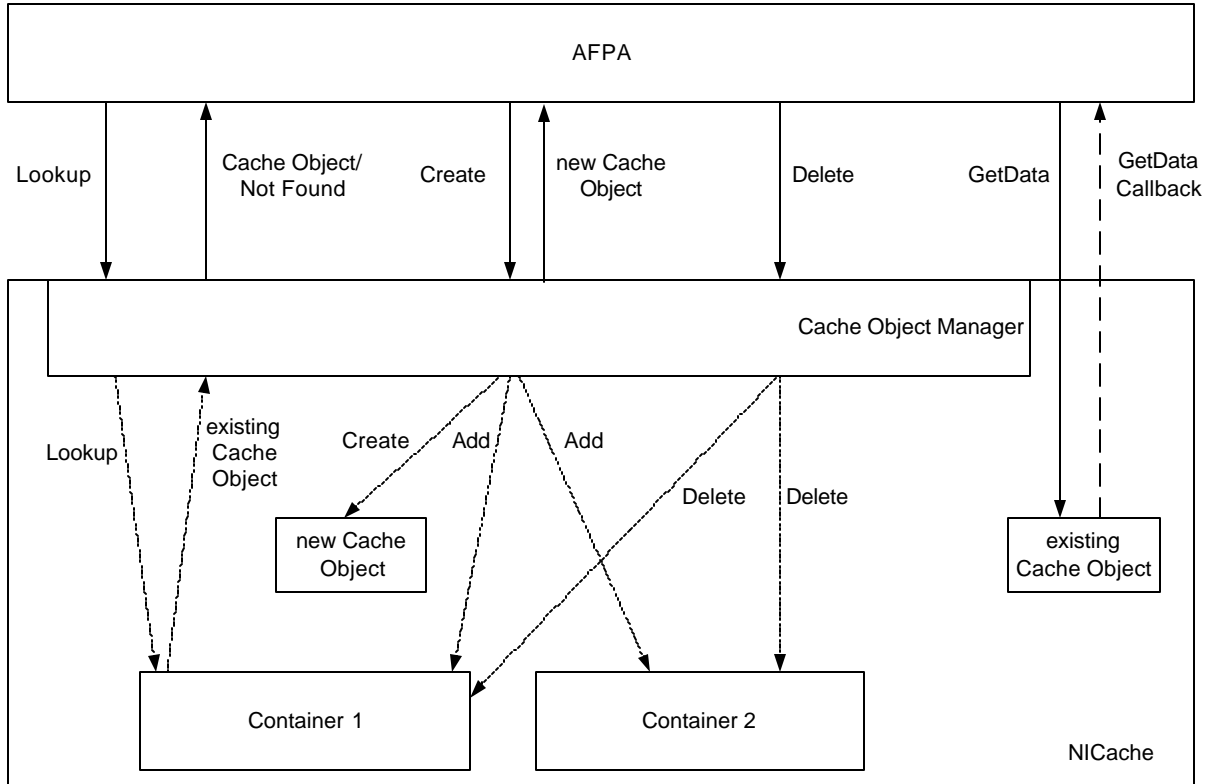 AFPA
Lookup
Cache Object/
Not Found
Create
new Cache
Object
Delete
GetData
GetData
Callback
Cache Object Manager
Lookup
existing
Cache
Object
Create
Add
Add
Delete
Delete
new Cache
Object
existing
Cache Object
Container 1
Container 2
NICache